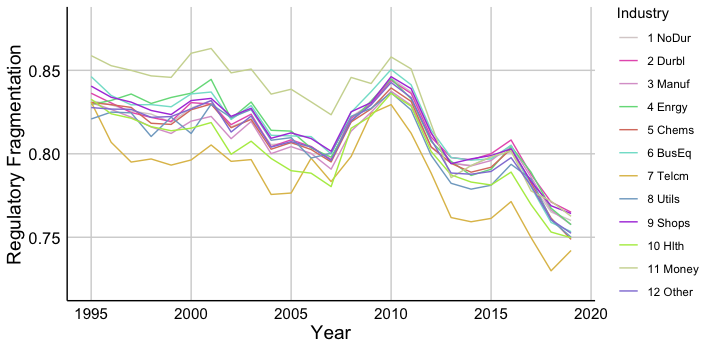 Industry
1 NoDur
2 Durbl
3 Manuf
4 Enrgy
5 Chems
6 BusEq
7 Telcm
8 Utils
9 Shops
10 Hlth
11 Money
12 Other
Regulatory Fragmentation
0.85
0.80
0.75
1995 2000 2005 2010 2015 2020
Year